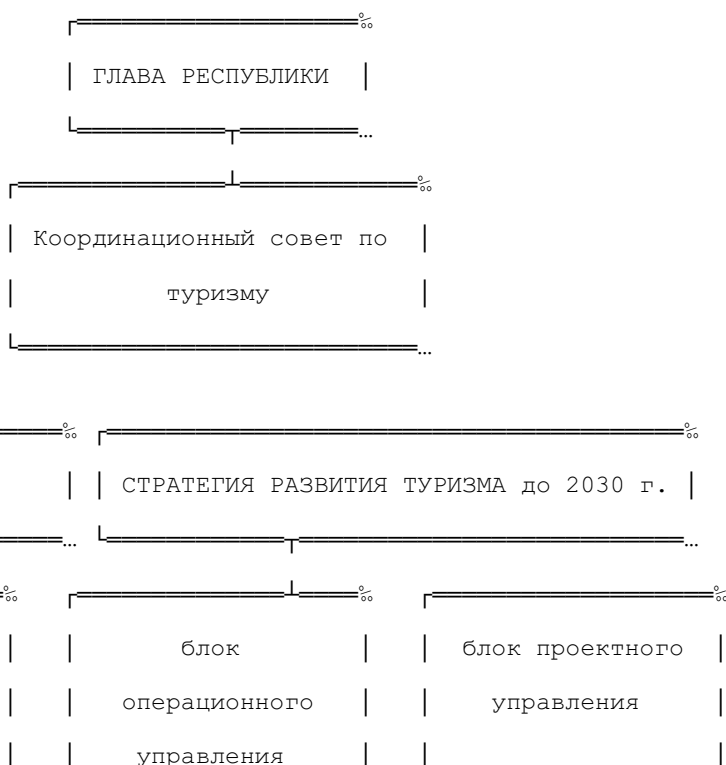 ГЛАВА РЕСПУБЛИКИ
Координационный совет по
туризму
СТРАТЕГИЯ РАЗВИТИЯ ТУРИЗМА до 2030 г.
блок блок проектного
операционного управления
управления